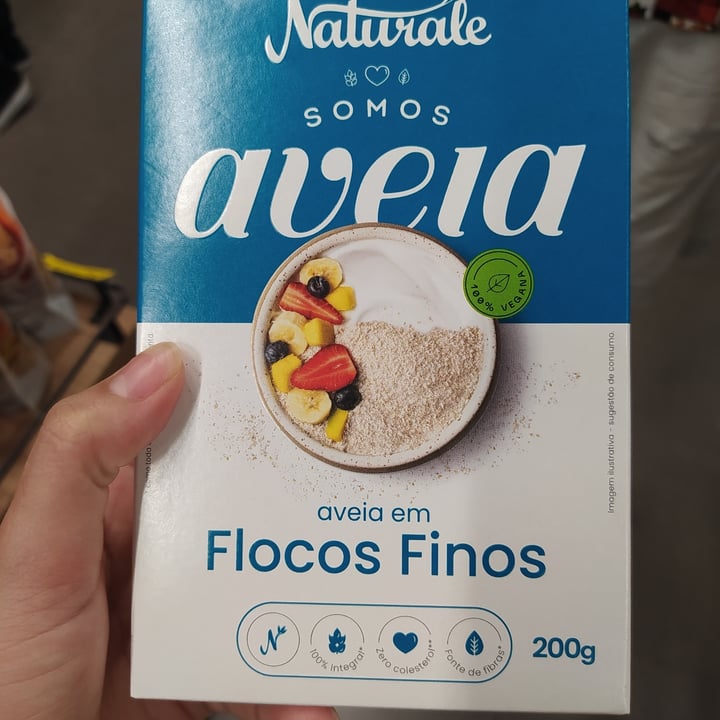 Naturale
SOMOS
aveia
100% VEGANA
Imagem ilustrativa - sugestão de consumo.
aveia em
Flocos Finos
N
100% Integral*
Zero colesterol**
Fonte de fibras*
200g